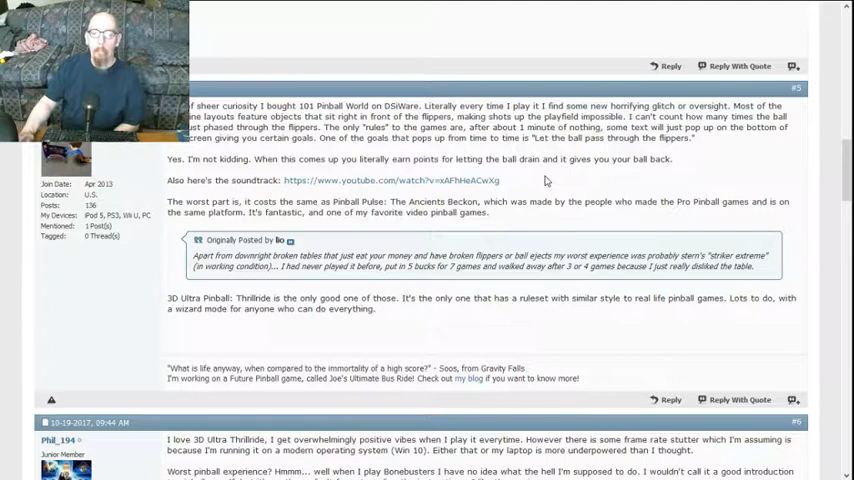 Reply Reply With Quote
#5
of sheer curiosity I bought 101 Pinball World on DSiWare. Literally every time I play it I find some new horrifying glitch or oversight. Most of the
ne layouts feature objects that sit right in front of the flippers, making shots up the playfield impossible. I can't count how many times the ball
ust phased through the flippers. The only "rules" to the games are, after about 1 minute of nothing, some text will just pop up on the bottom of
creen giving you certain goals. One of the goals that pops up from time to time is "Let the ball pass through the flippers."
Yes. I'm not kidding. When this comes up you literally earn points for letting the ball drain and it gives you your ball back.
Also here's the soundtrack: https://www.youtube.com/watch?v=xAFhHeACwXg
Join Date: Apr 2013
Location: U.S.
Posts: 136
My Devices: iPod 5, PS3, Wii U, PC
Mentioned: 1 Post(s)
Tagged: 0 Thread(s)
The worst part is, it costs the same as Pinball Pulse: The Ancients Beckon, which was made by the people who made the Pro Pinball games and is on
the same platform. It's fantastic, and one of my favorite video pinball games.
Originally Posted by lio
Apart from downright broken tables that just eat your money and have broken flippers or ball ejects my worst experience was probably stern's "striker extreme"
(in working condition)... I had never played it before, put in 5 bucks for 7 games and walked away after 3 or 4 games because I just really disliked the table.
3D Ultra Pinball: Thrillride is the only good one of those. It's the only one that has a ruleset with similar style to real life pinball games. Lots to do, with
a wizard mode for anyone who can do everything.
"What is life anyway, when compared to the immortality of a high score?" - Soos, from Gravity Falls
I'm working on a Future Pinball game, called Joe's Ultimate Bus Ride! Check out my blog if you want to know more!
Reply Reply With Quote
10-19-2017, 09:44 AM #6
Phil_194
Junior Member
I love 3D Ultra Thrillride, I get overwhelmingly positive vibes when I play it everytime. However there is some frame rate stutter which I'm assuming is
because I'm running it on a modern operating system (Win 10). Either that or my laptop is more underpowered than I thought.
Worst pinball experience? Hmmm... well when I play Bonebusters I have no idea what the hell I'm supposed to do. I wouldn't call it a good introduction